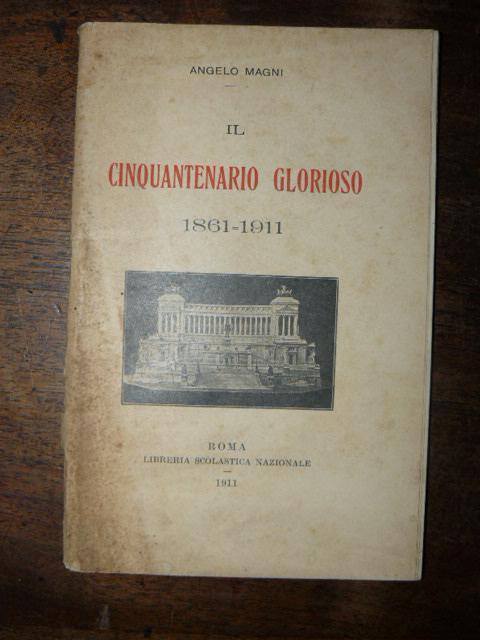 ANGELO MAGNI
IL
CINQUANTENARIO GLORIOSO
1861-1911
ROMA
LIBRERIA SCOLASTICA NAZIONALE
1911